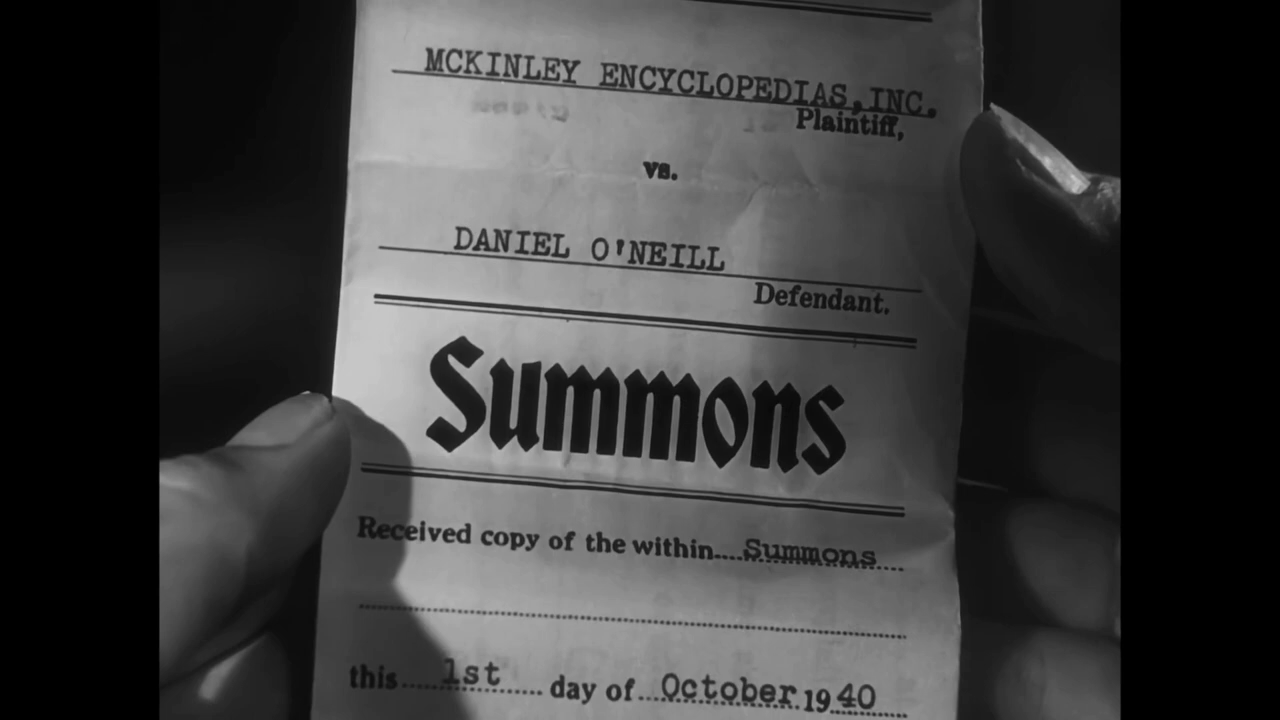 MCKINLEY ENCYCLOPEDIAS, INC.
Plaintiff,
vs.
DANIEL O'NEILL
Defendant.
Summons
Received copy of the within....Summons
this 1st day of October 1940